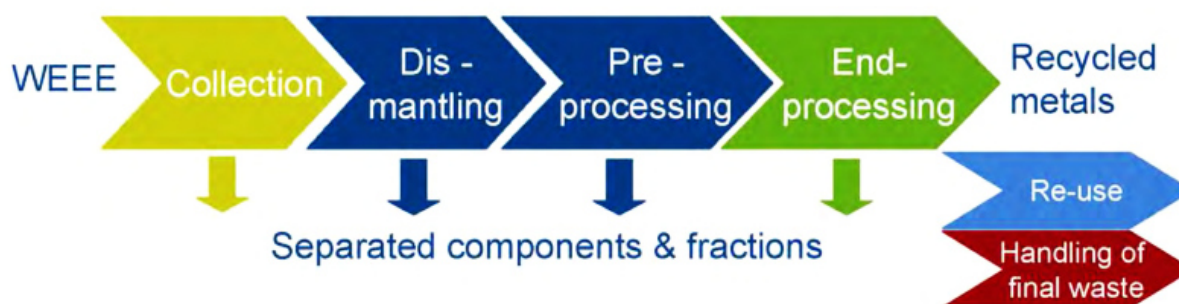 WEEE
Collection
Dis -
mantling
Pre -
processing
End-
processing
Recycled
metals
Re-use
Separated components & fractions
Handling of
final waste